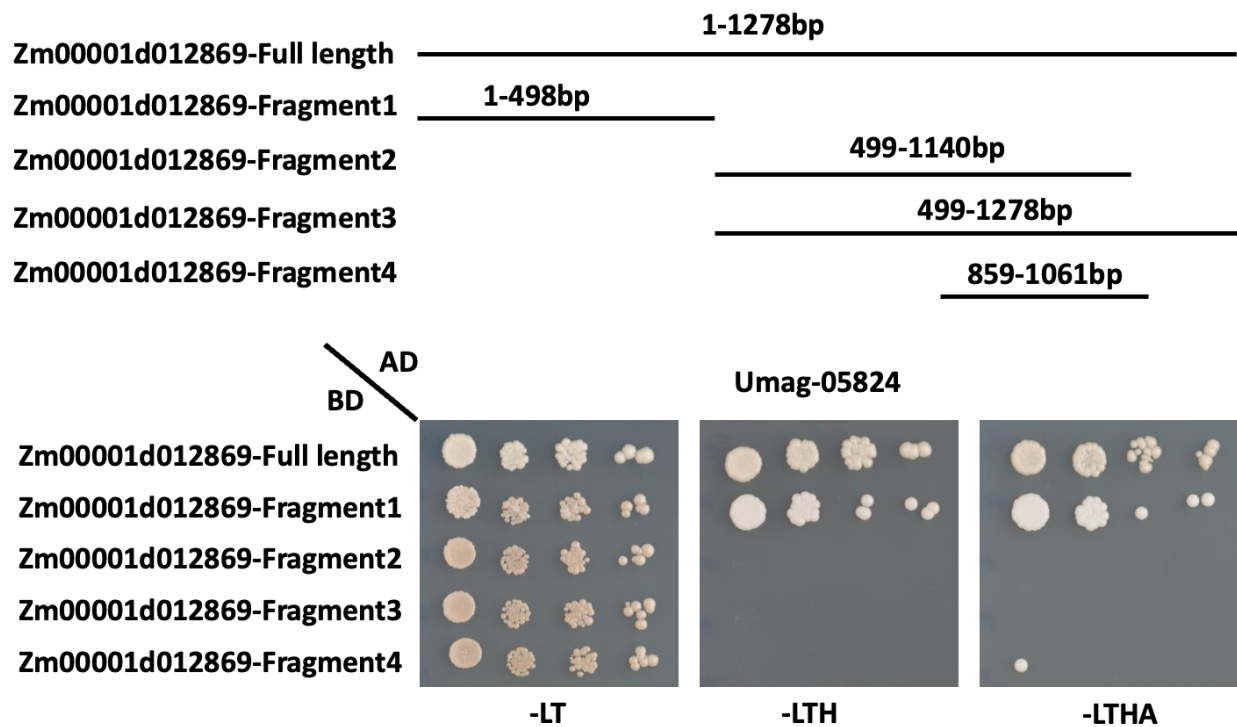 1-1278bp
Zm00001d012869-Full length
1-498bp
Zm00001d012869-Fragment1
499-1140bp
Zm00001d012869-Fragment2
499-1278bp
Zm00001d012869-Fragment3
859-1061bp
Zm00001d012869-Fragment4
AD
BD
Umag-05824
Zm00001d012869-Full length
Zm00001d012869-Fragment1
Zm00001d012869-Fragment2
Zm00001d012869-Fragment3
Zm00001d012869-Fragment4
-LT -LTH -LTHA